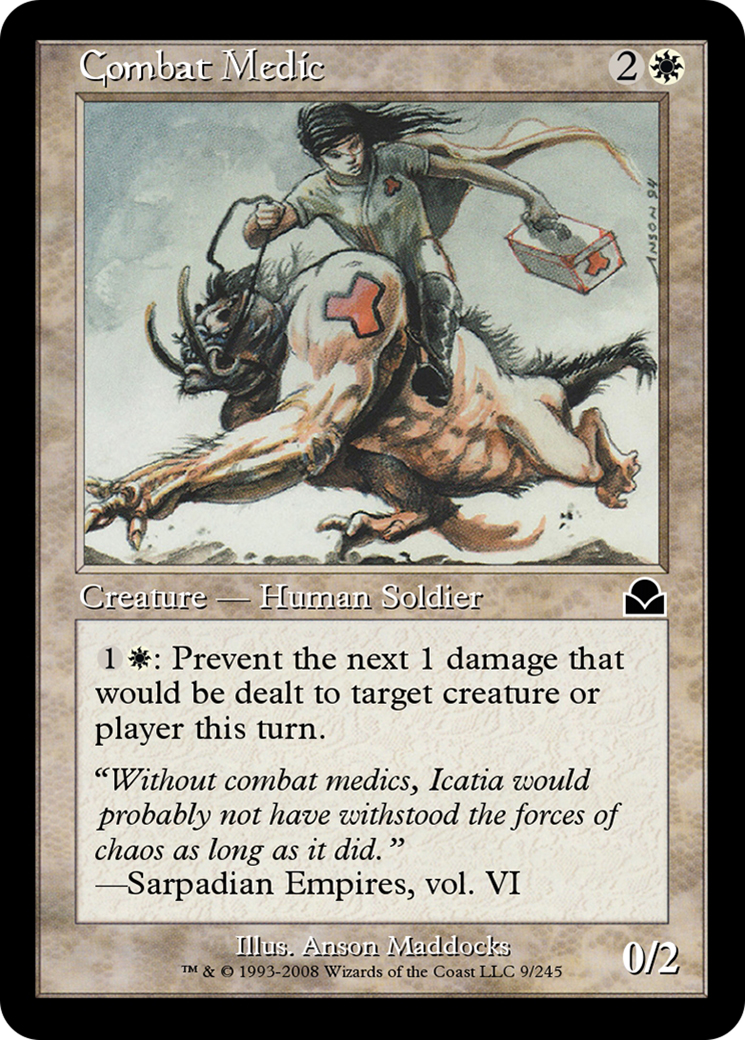 Combat Medic 2
ANSON 94
Creature — Human Soldier
1 : Prevent the next 1 damage that
would be dealt to target creature or
player this turn.
“Without combat medics, Icatia would
probably not have withstood the forces of
chaos as long as it did.”
—Sarpadian Empires, vol. VI
Illus. Anson Maddocks
™ & © 1993-2008 Wizards of the Coast LLC 9/245
0/2